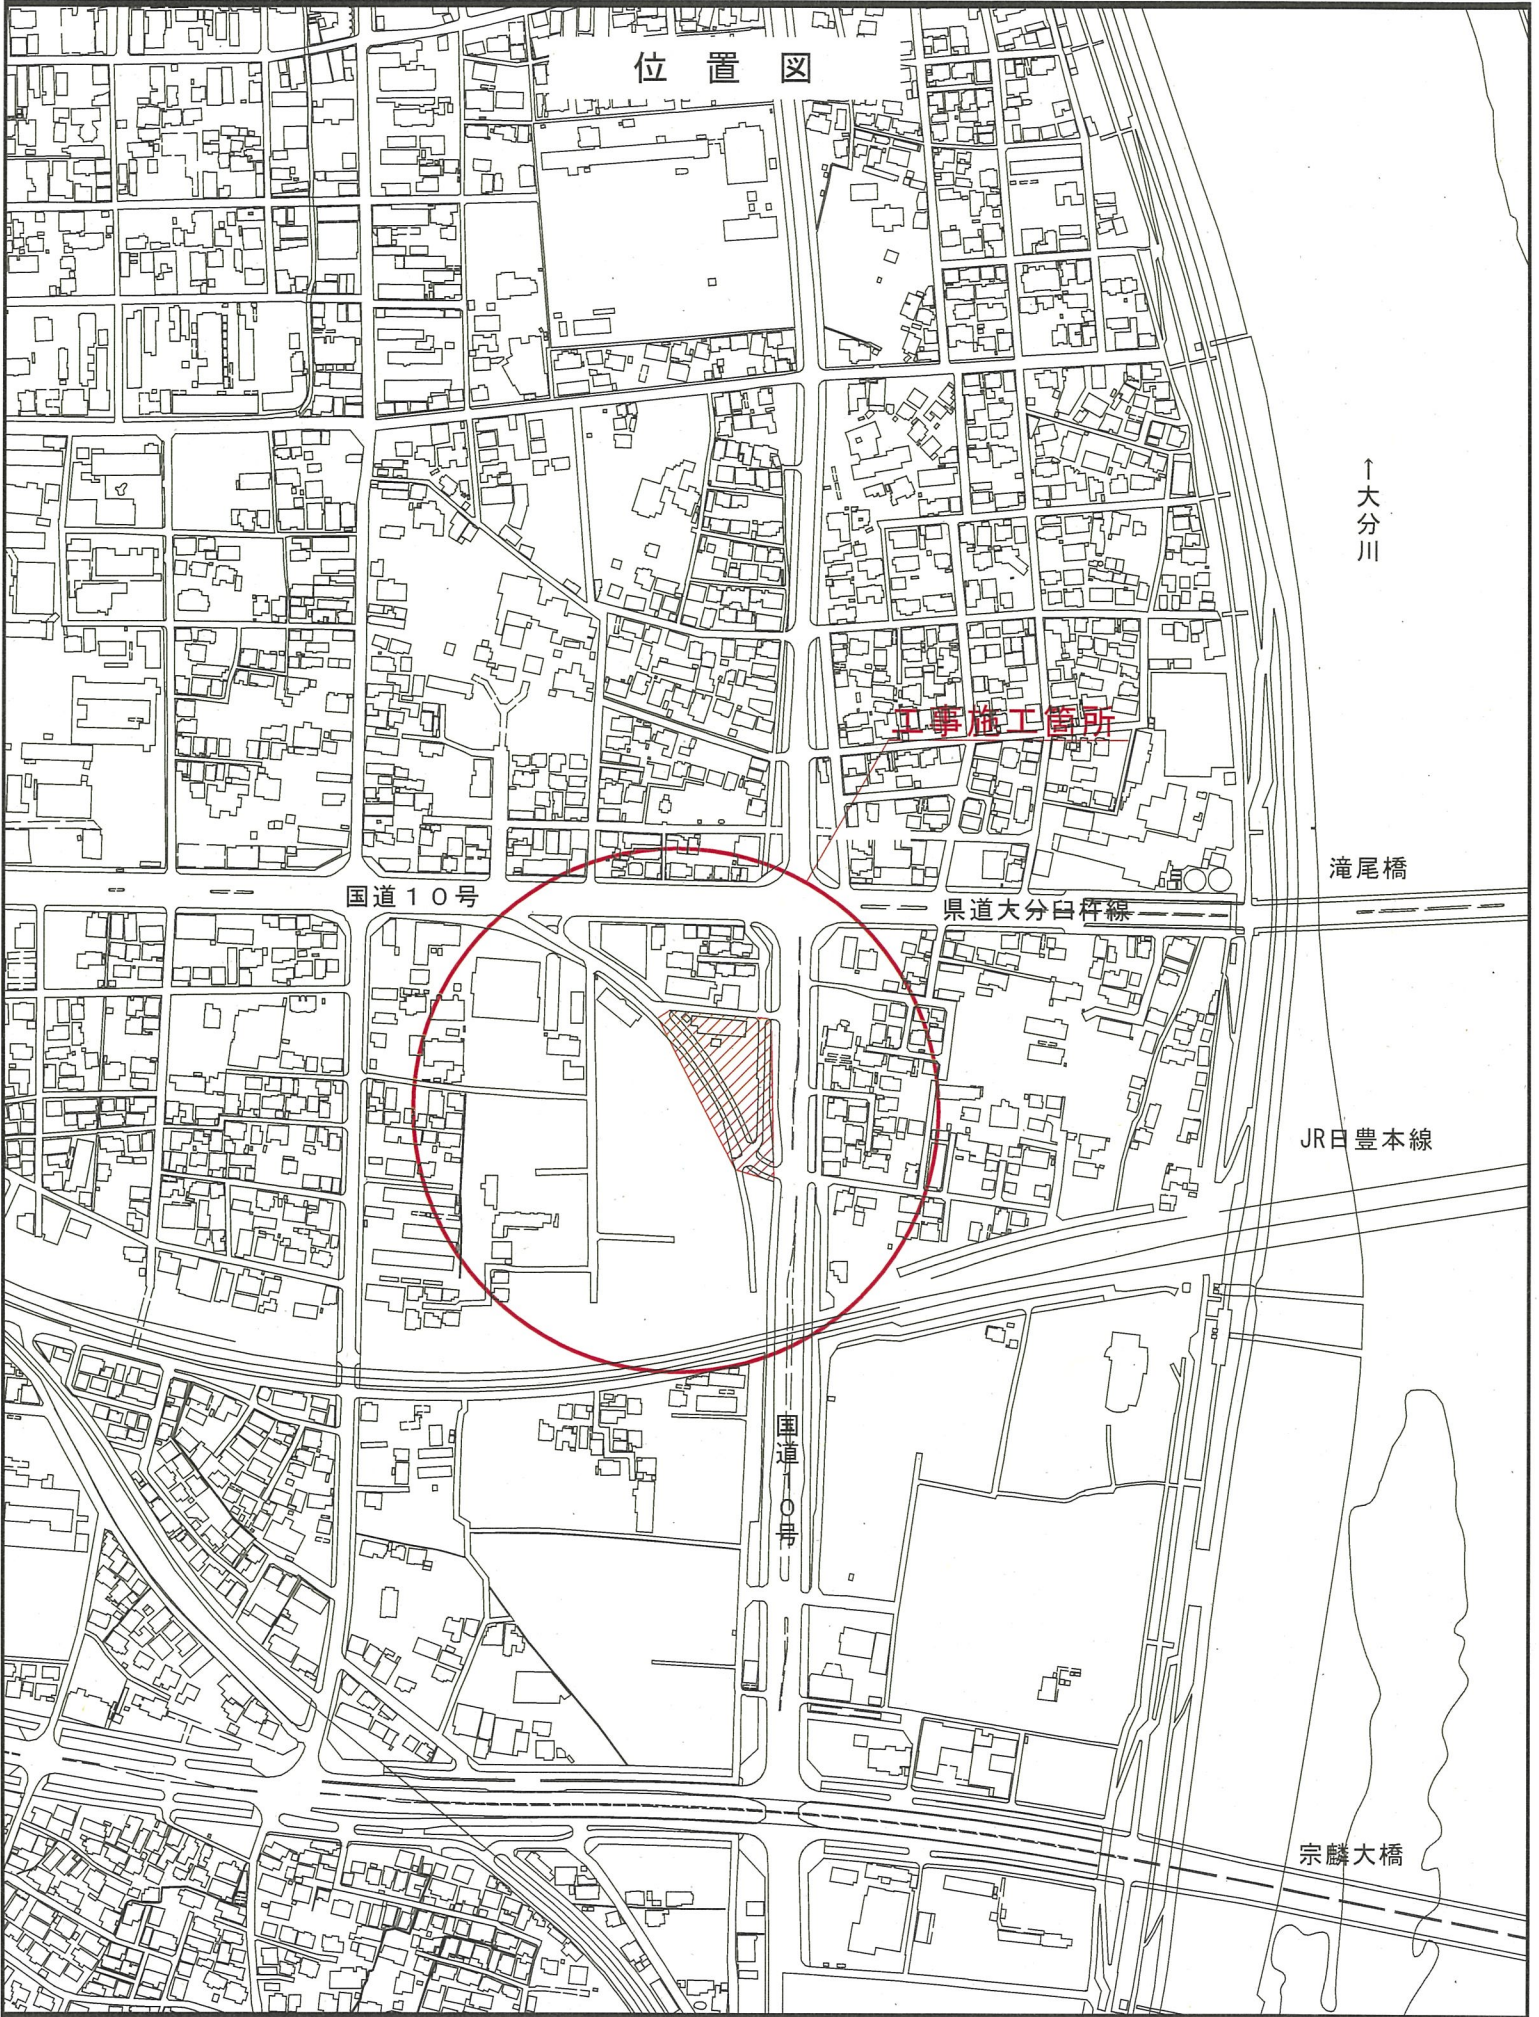 位置図
↑大分川
工事施工箇所
滝尾橋
国道１０号
県道大分臼杵線
JR日豊本線
国道１０号
宗麟大橋